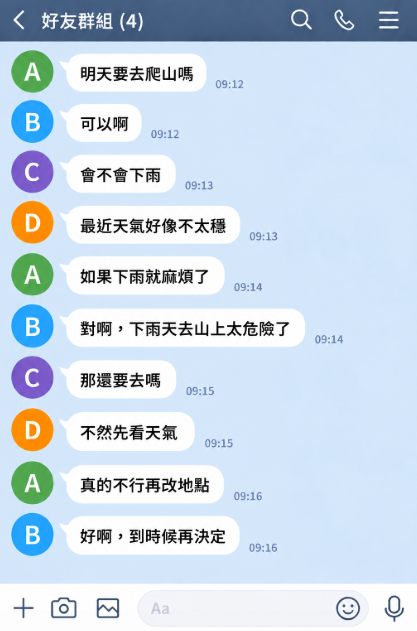 好友群組 (4)
A
明天要去爬山嗎
09:12
B
可以啊
09:12
C
會不會下雨
09:13
D
最近天氣好像不太穩
09:13
A
如果下雨就麻煩了
09:14
B
對啊，下雨天去山上太危險了
09:14
C
那還要去嗎
09:15
D
不然先看天氣
09:15
A
真的不行再改地點
09:16
B
好啊，到時候再決定
09:16
Aa